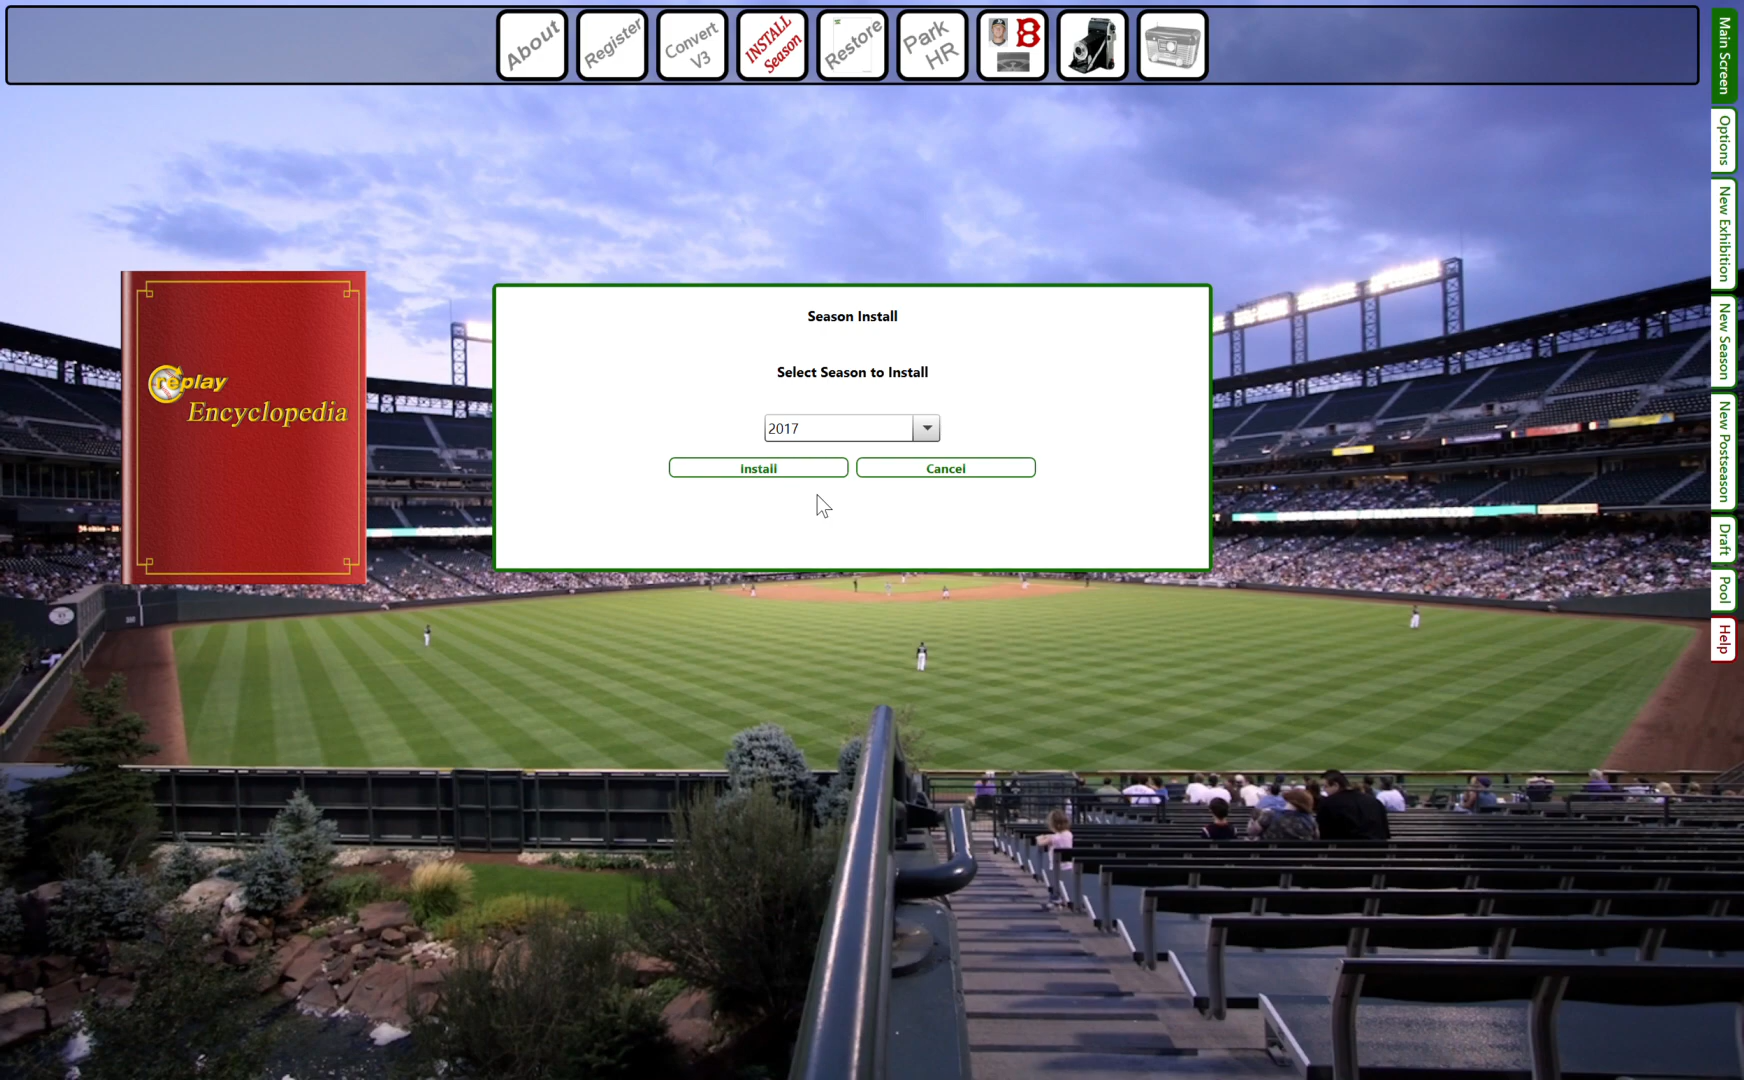 About
Register
Convert
V3
INSTALL
Season
Restore
Park
HR
B
Main Screen
Options
New Exhibition
New Season
New Postseason
Draft
Pool
Help
replay
Encyclopedia
Season Install
Select Season to Install
2017
Install
Cancel